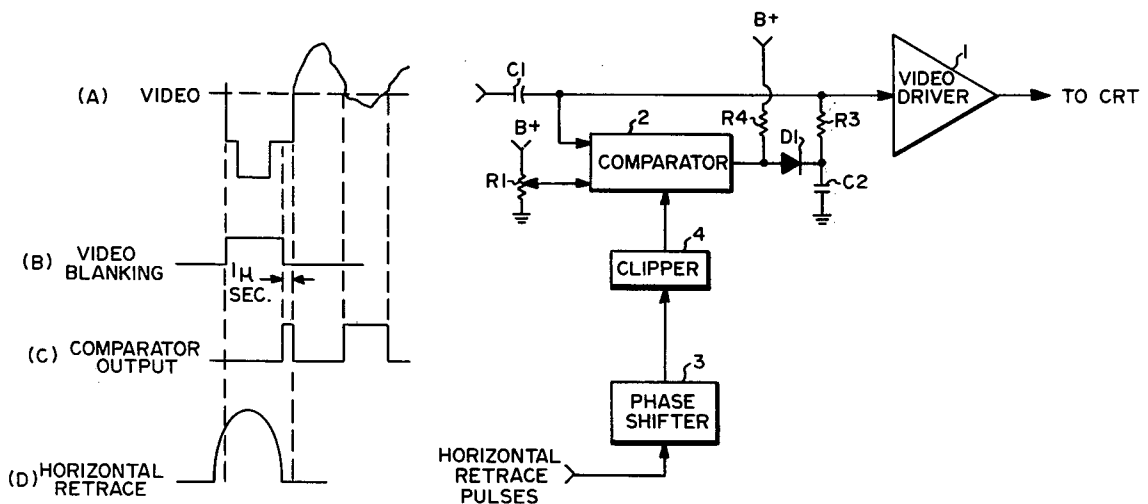 (A) VIDEO
(B) VIDEO
BLANKING
1μ
SEC.
(C) COMPARATOR
OUTPUT
(D) HORIZONTAL
RETRACE
C1
B+
R1
2
COMPARATOR
B+
R4
D1
R3
C2
1
VIDEO
DRIVER
TO CRT
4
CLIPPER
3
PHASE
SHIFTER
HORIZONTAL
RETRACE
PULSES